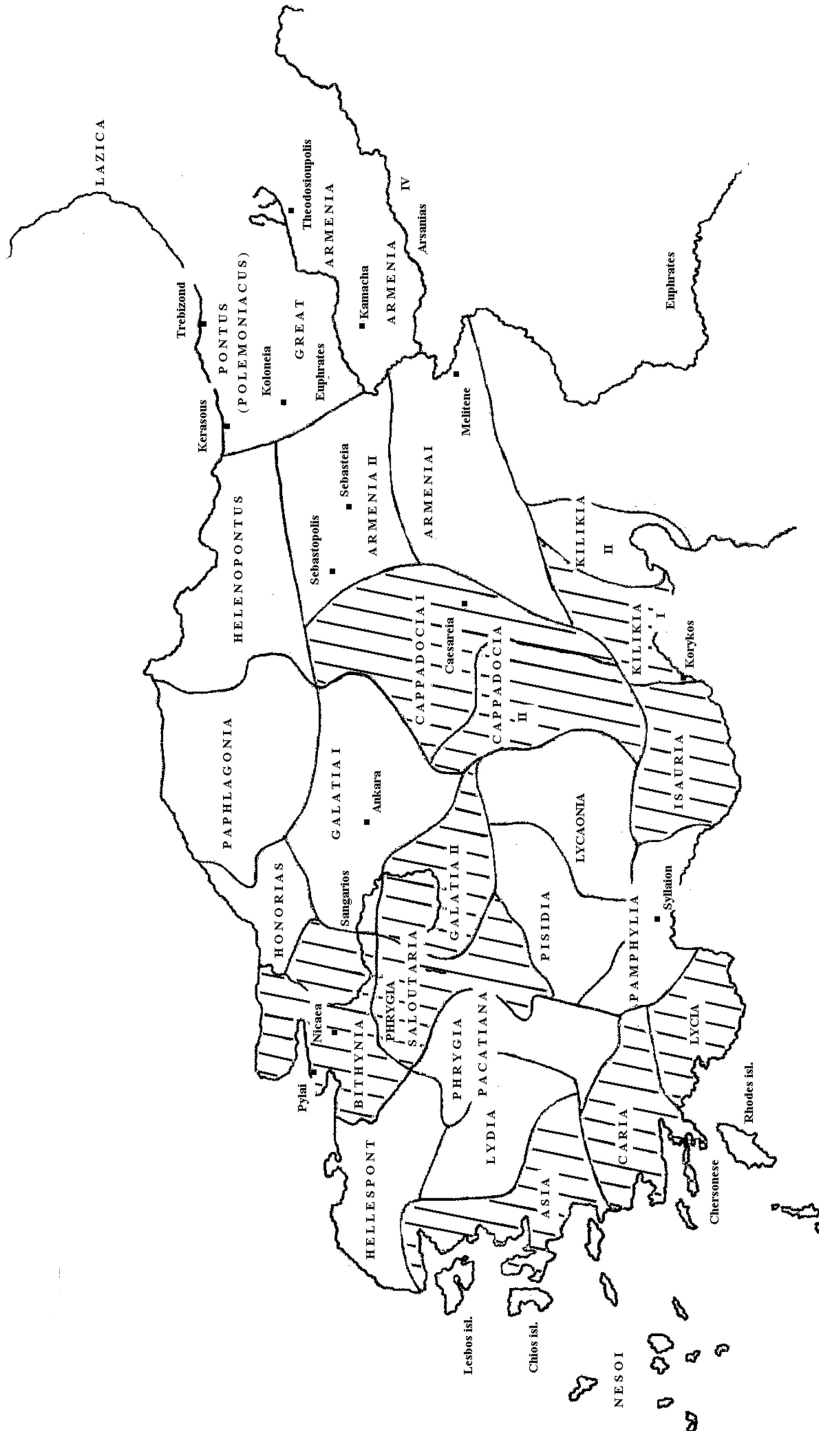 LAZICA
Trebizond
Kerasous
PONTUS
(POLEMONIACUS)
Koloneia
GREAT
ARMENIA
Theodosioupolis
Euphrates
Kamacha
ARMENIA
IV
Arsanias
Euphrates
Melitene
HELENOPONTUS
Sebastopolis
Sebasteia
ARMENIA II
ARMENIAI
PAPHLAGONIA
HONORIAS
GALATIA I
Ankara
Sangarios
CAPPADOCIA I
Caesareia
CAPPADOCIA
II
KILIKIA
II
KILIKIA
I
Korykos
ISAURIA
LYCAONIA
GALATIA II
PISIDIA
PAMPHYLIA
Syllaion
Nicaea
Pylai
BITHYNIA
PHRYGIA
SALOUTARIA
PHRYGIA
PACATIANA
HELLESPONT
LYDIA
ASIA
CARIA
LYCIA
Rhodes isl.
Chersonese
Lesbos isl.
Chios isl.
NESOI